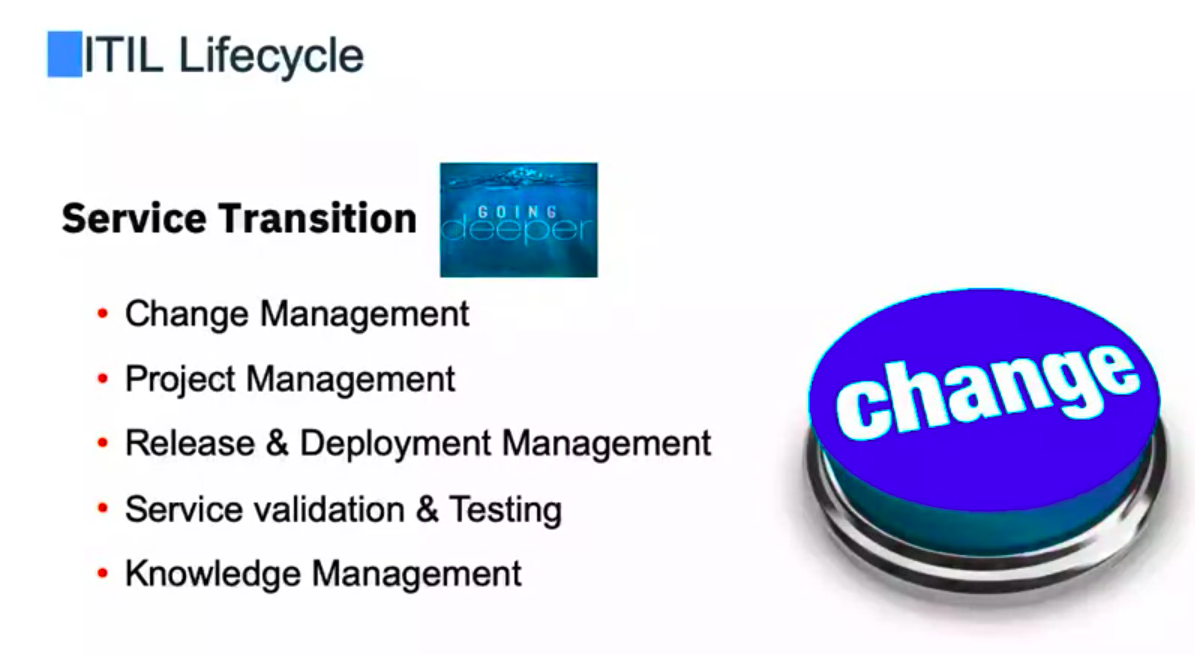 ITIL Lifecycle
Service Transition
GOING
deeper
• Change Management
• Project Management
• Release & Deployment Management
• Service validation & Testing
• Knowledge Management
change